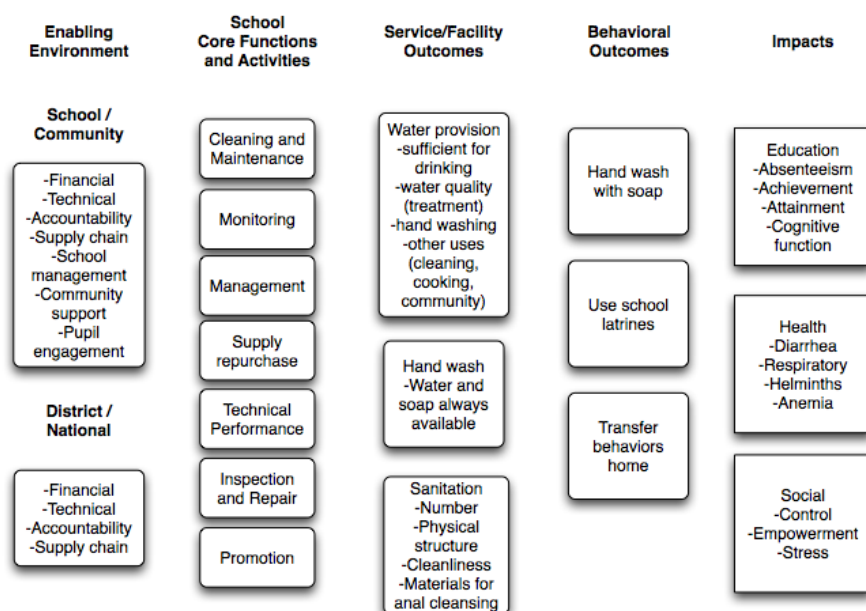 Enabling
Environment
School /
Community
-Financial
-Technical
-Accountability
-Supply chain
-School
management
-Community
support
-Pupil
engagement
District /
National
-Financial
-Technical
-Accountability
-Supply chain
School
Core Functions
and Activities
Cleaning and
Maintenance
Monitoring
Management
Supply
repurchase
Technical
Performance
Inspection
and Repair
Promotion
Service/Facility
Outcomes
Water provision
-sufficient for
drinking
-water quality
(treatment)
-hand washing
-other uses
(cleaning,
cooking,
community)
Hand wash
-Water and
soap always
available
Sanitation
-Number
-Physical
structure
-Cleanliness
-Materials for
anal cleansing
Behavioral
Outcomes
Hand wash
with soap
Use school
latrines
Transfer
behaviors
home
Impacts
Education
-Absenteeism
-Achievement
-Attainment
-Cognitive
function
Health
-Diarrhea
-Respiratory
-Helminths
-Anemia
Social
-Control
-Empowerment
-Stress